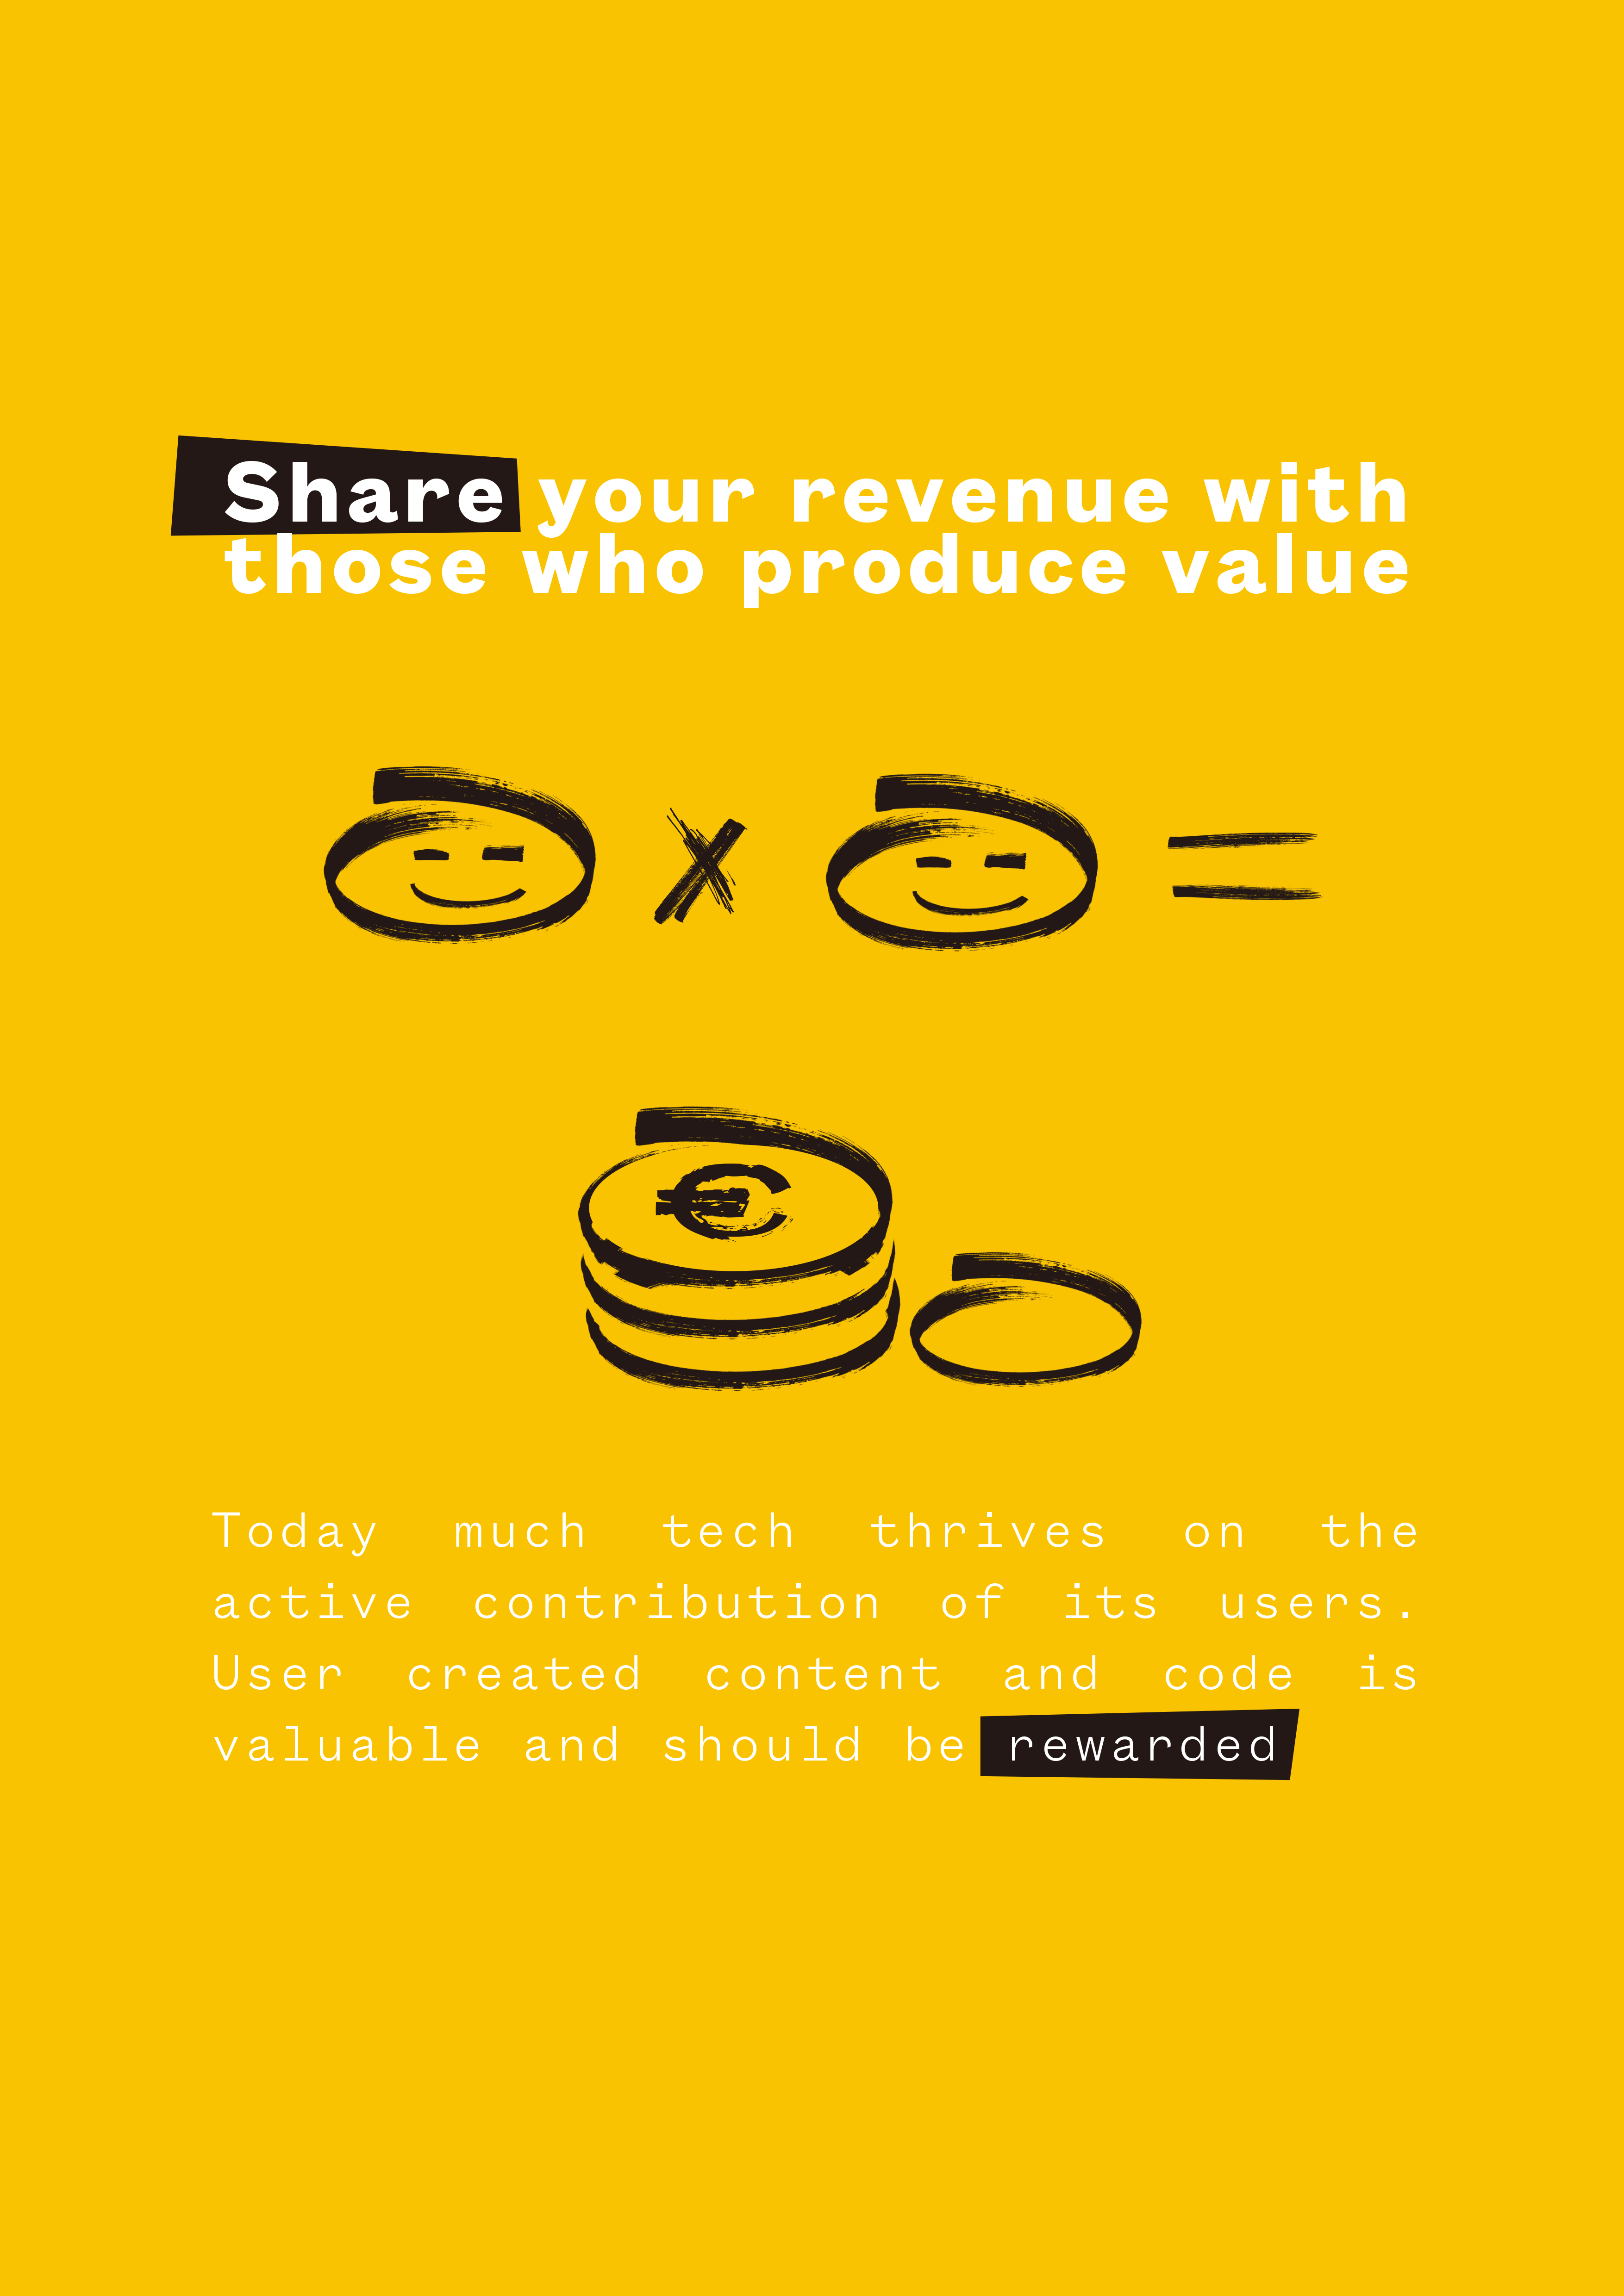 Share your revenue with
those who produce value
x =
€
Today much tech thrives on the
active contribution of its users.
User created content and code is
valuable and should be rewarded